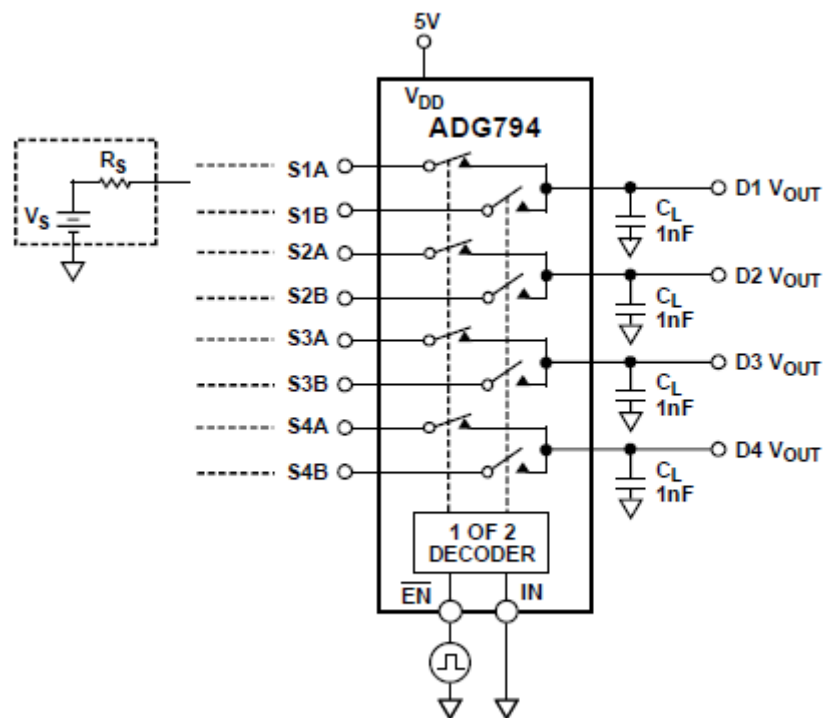 5V
VDD
ADG794
RS
VS
S1A
S1B
S2A
S2B
S3A
S3B
S4A
S4B
D1 VOUT
CL
1nF
D2 VOUT
CL
1nF
D3 VOUT
CL
1nF
D4 VOUT
CL
1nF
1 OF 2
DECODER
EN
IN